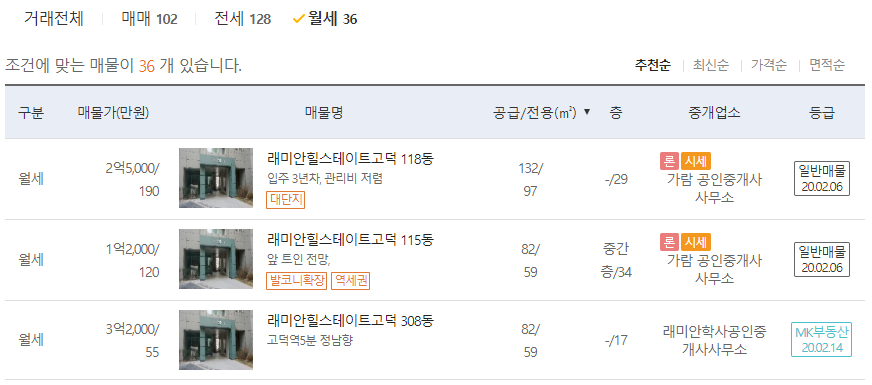 거래전체 매매 102 전세 128 월세 36
조건에 맞는 매물이 36 개 있습니다.
추천순 최신순 가격순 면적순
구분 매물가(만원) 매물명 공급/전용(㎡) ▼ 층 중개업소 등급
월세
2억5,000/
190
래미안힐스테이트고덕 118동
입주 3년차, 관리비 저렴
대단지
132/
97
-/29
론 시세
가람 공인중개사
사무소
일반매물
20.02.06
월세
1억2,000/
120
래미안힐스테이트고덕 115동
앞 트인 전망,
발코니확장 역세권
82/
59
중간
층/34
론 시세
가람 공인중개사
사무소
일반매물
20.02.06
월세
3억2,000/
55
래미안힐스테이트고덕 308동
고덕역5분 정남향
82/
59
-/17
래미안학사공인중
개사사무소
MK부동산
20.02.14